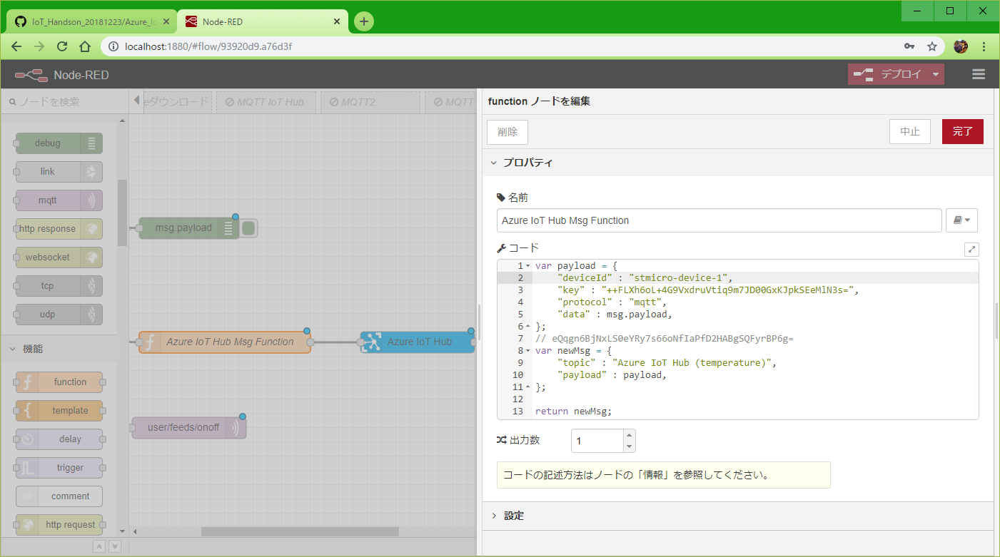 IoT_Handson_20181223/Azure_Io
Node-RED
localhost:1880/#flow/93920d9.a76d3f
Node-RED
デプロイ
ノードを検索
eダウンロード
MQTT IoT Hub
MQTT2
MQTT
debug
link
mqtt
http response
websocket
tcp
udp
機能
function
template
delay
trigger
comment
http request
msg.payload
Azure IoT Hub Msg Function
Azure IoT Hub
user/feeds/onoff
function ノードを編集
削除
中止
完了
プロパティ
名前
Azure IoT Hub Msg Function
コード
1 var payload = {
2 "deviceId" : "stmicro-device-1",
3 "key" : "++FLXh6oL+4G9VxdruVtiq9m7JD00GxKJpkSEeMlN3s=",
4 "protocol" : "mqtt",
5 "data" : msg.payload,
6 };
7 // eQqgn6BjNxLS0eYRy7s66oNfIaPfD2HABgSQFyrBP6g=
8 var newMsg = {
9 "topic" : "Azure IoT Hub (temperature)",
10 "payload" : payload,
11 };
12
13 return newMsg;
出力数
1
コードの記述方法はノードの「情報」を参照してください。
設定